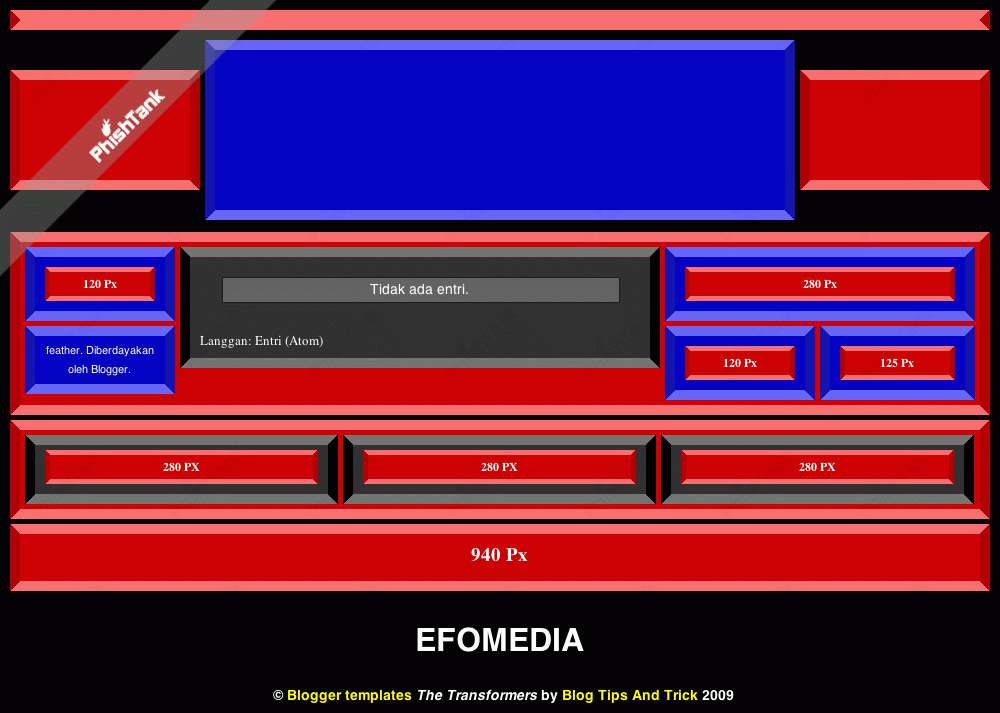 PhishTank
120 Px
Tidak ada entri.
280 Px
Langgan: Entri (Atom)
feather. Diberdayakan
oleh Blogger.
120 Px
125 Px
280 PX
280 PX
280 PX
940 Px
EFOMEDIA
© Blogger templates The Transformers by Blog Tips And Trick 2009